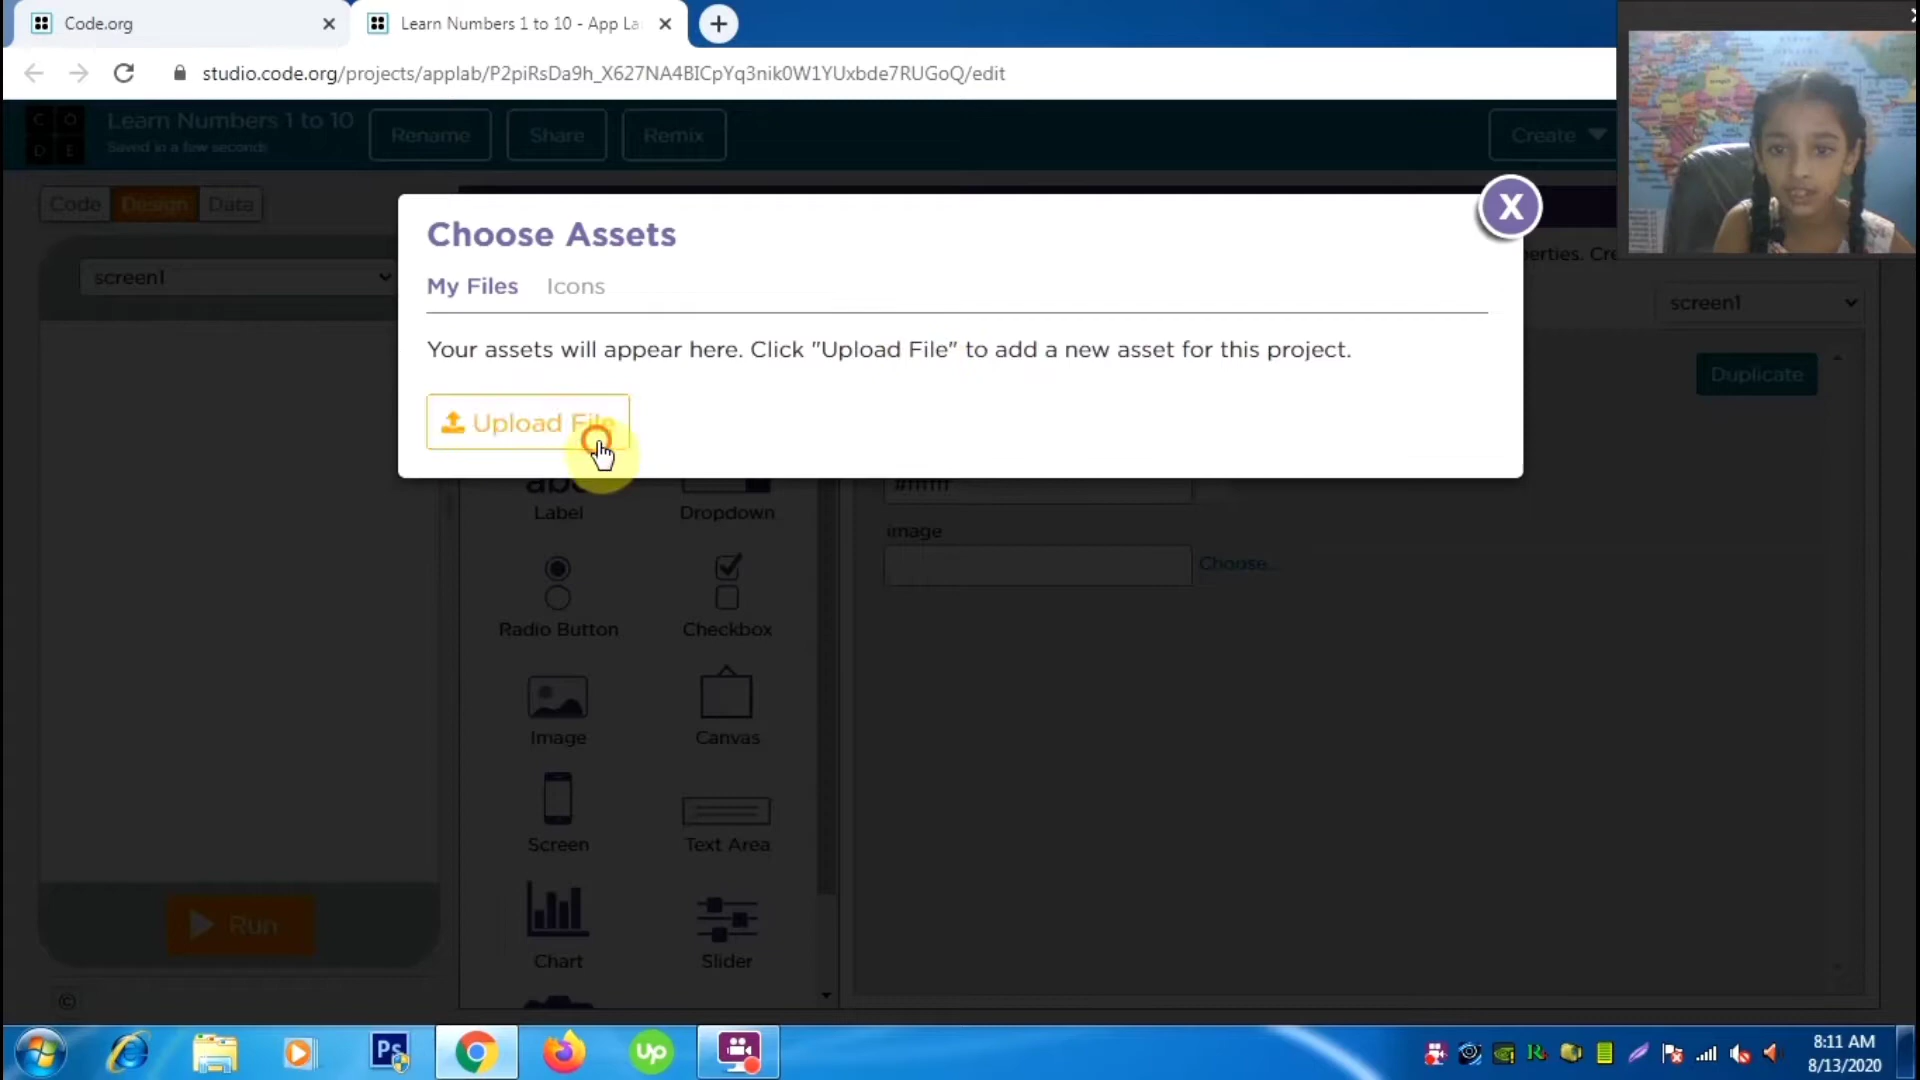 Code.org
Learn Numbers 1 to 10 - App La
studio.code.org/projects/applab/P2piRsDa9h_X627NA4BICpYq3nik0W1YUxbde7RUGoQ/edit
C O D E
Learn Numbers 1 to 10
Saved in a few seconds
Rename
Share
Remix
Create
Code
Design
Data
screen1
Choose Assets
X
My Files
Icons
Your assets will appear here. Click "Upload File" to add a new asset for this project.
Upload File
erties. Cre
screen1
Duplicate
Label
Dropdown
#ffffff
image
Choose...
Radio Button
Checkbox
Image
Canvas
Screen
Text Area
Chart
Slider
Run
©
Ps
Up
8:11 AM
8/13/2020